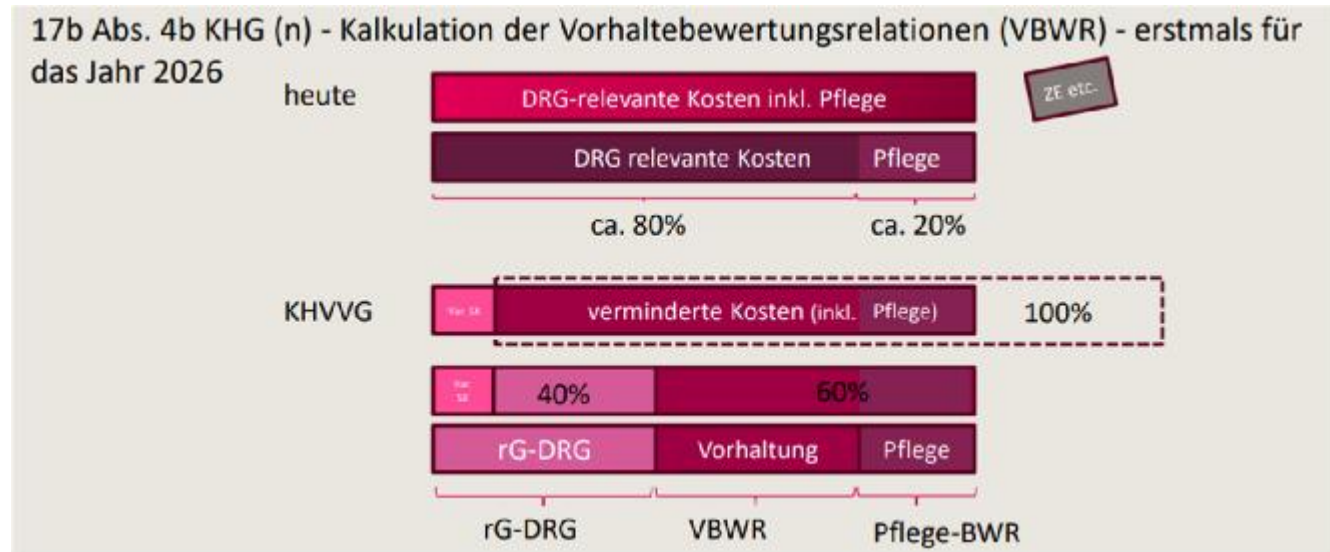 17b Abs. 4b KHG (n) - Kalkulation der Vorhaltebewertungsrelationen (VBWR) - erstmals für
das Jahr 2026
heute
DRG-relevante Kosten inkl. Pflege
ZE etc.
DRG relevante Kosten
Pflege
ca. 80%
ca. 20%
KHVVG
verminderte Kosten (inkl. Pflege)
100%
40%
60%
rG-DRG
Vorhaltung
Pflege
rG-DRG
VBWR
Pflege-BWR